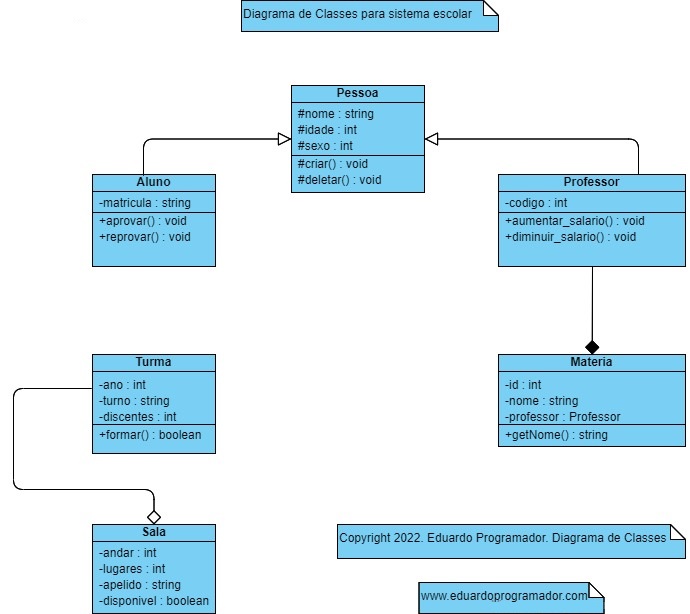 Diagrama de Classes para sistema escolar
Pessoa
#nome : string
#idade : int
#sexo : int
#criar() : void
#deletar() : void
Aluno
-matricula : string
+aprovar() : void
+reprovar() : void
Professor
-codigo : int
+aumentar_salario() : void
+diminuir_salario() : void
Turma
-ano : int
-turno : string
-discentes : int
+formar() : boolean
Materia
-id : int
-nome : string
-professor : Professor
+getNome() : string
Sala
-andar : int
-lugares : int
-apelido : string
-disponivel : boolean
Copyright 2022. Eduardo Programador. Diagrama de Classes
www.eduardoprogramador.com